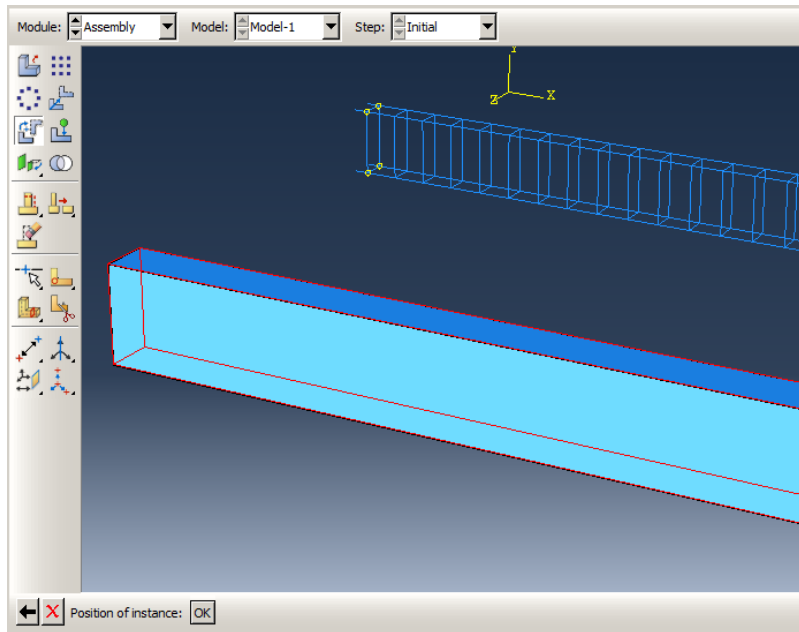 Module: Assembly Model: Model-1 Step: Initial
Y
Z X
Position of instance: OK